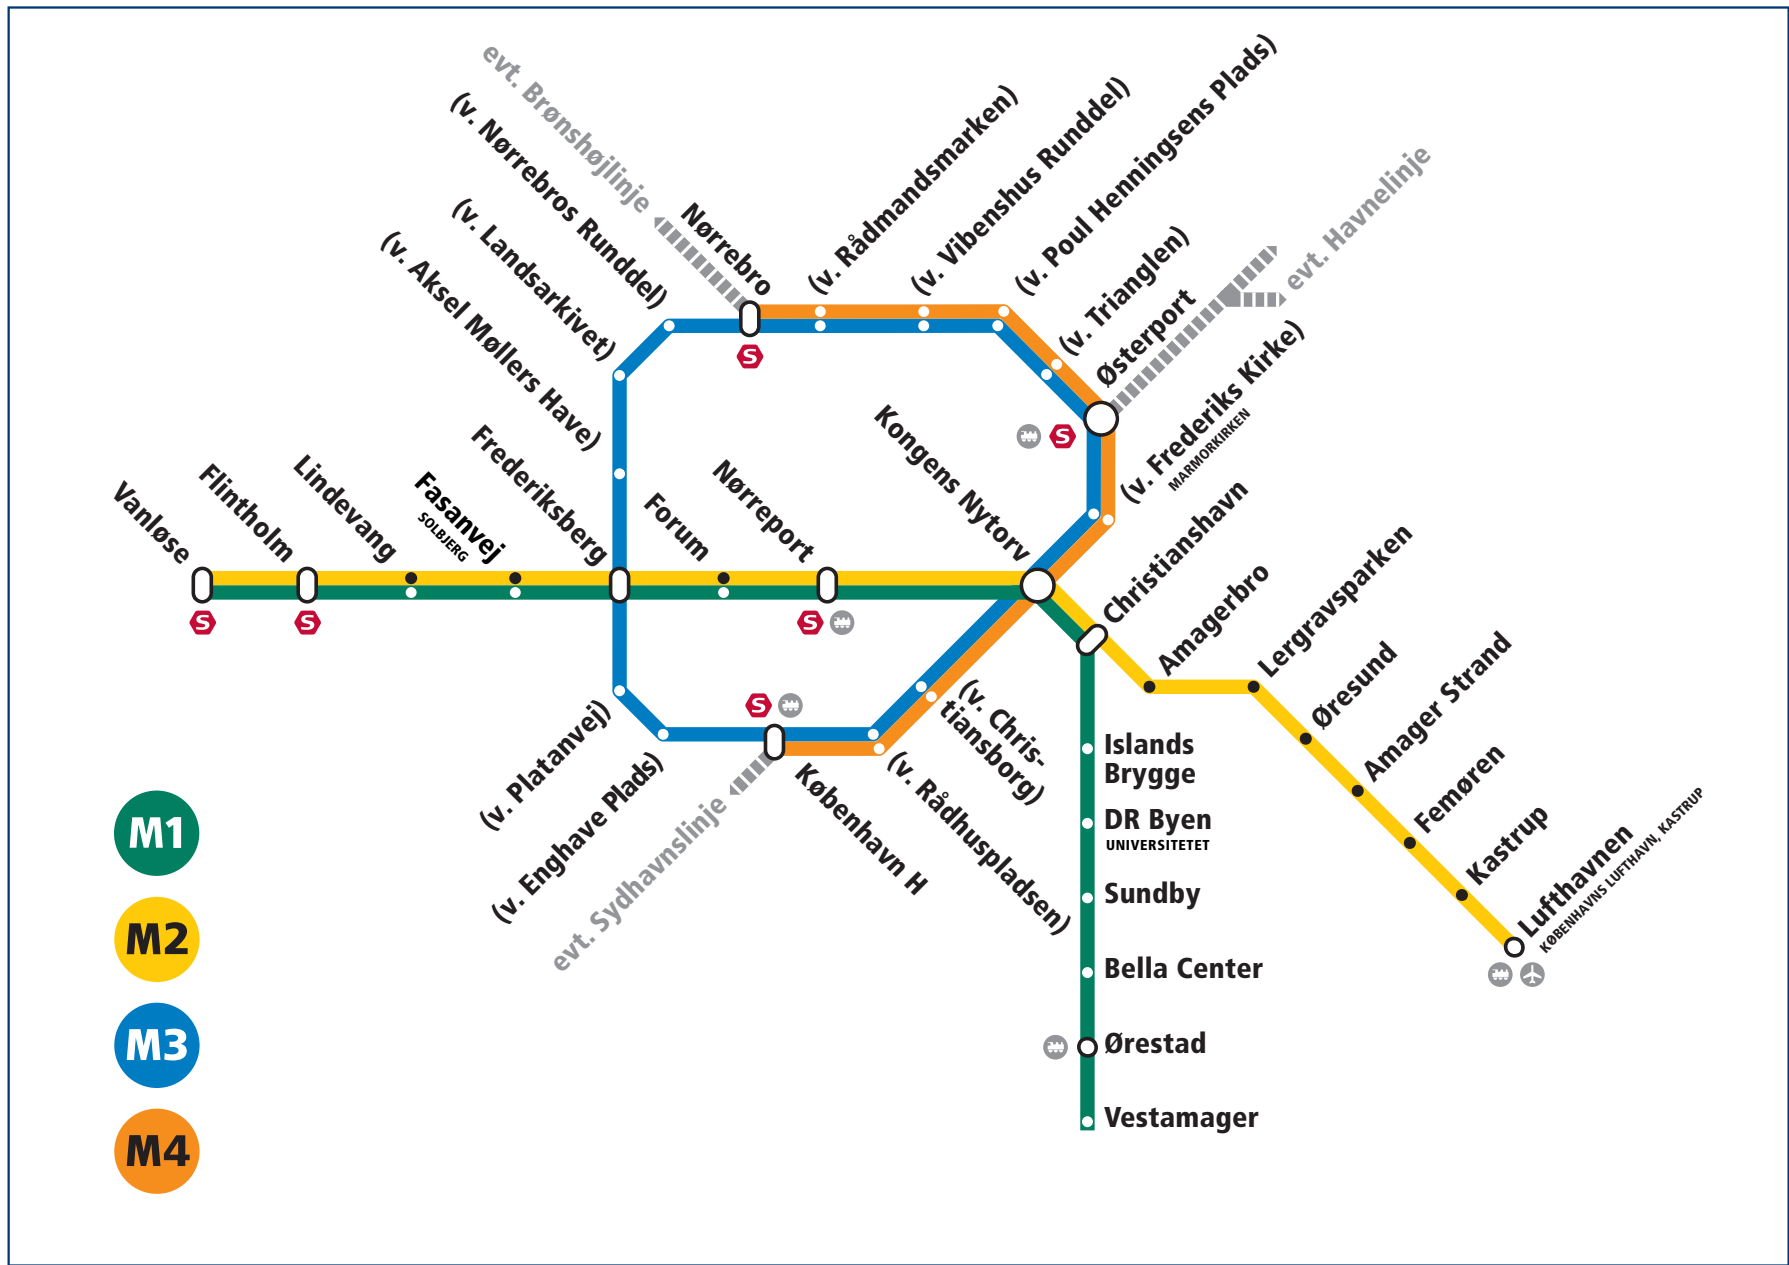 evt. Brønshøjlinje
(v. Nørrebros Runddel)
(v. Landsarkivet)
(v. Aksel Møllers Have)
Nørrebro
(v. Rådmandsmarken)
(v. Vibenshus Runddel)
(v. Poul Henningsens Plads)
(v. Trianglen)
Østerport
evt. Havnelinje
(v. Frederiks Kirke)
MARMORKIRKEN
S
S
Vanløse
Flintholm
Lindevang
Fasanvej
SOLBJERG
Frederiksberg
Forum
Nørreport
Kongens Nytorv
Christianshavn
Amagerbro
Lergravsparken
Øresund
Amager Strand
Femøren
Kastrup
Lufthavnen
KØBENHAVNS LUFTHAVN, KASTRUP
S
S
S
S
(v. Platanvej)
(v. Enghave Plads)
evt. Sydhavnslinje
København H
(v. Rådhuspladsen)
(v. Chris-
tiansborg)
Islands
Brygge
DR Byen
UNIVERSITETET
Sundby
Bella Center
Ørestad
Vestamager
M1
M2
M3
M4